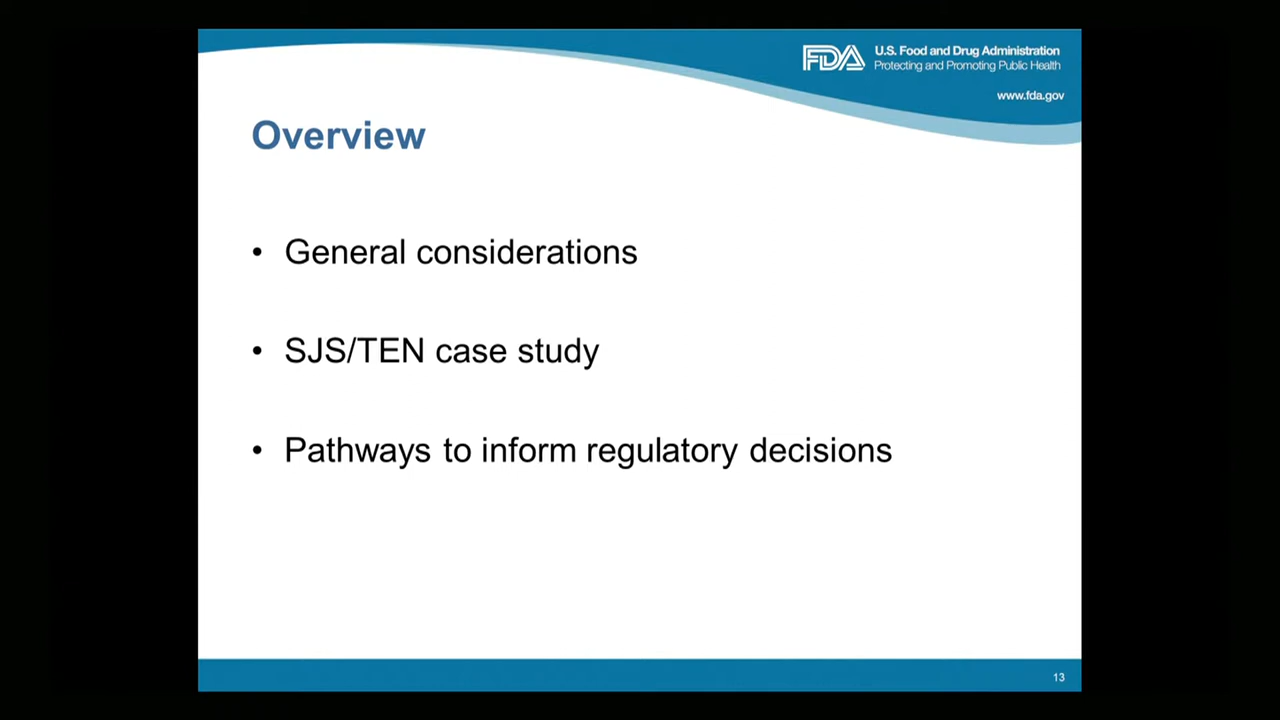 FDA
U.S. Food and Drug Administration
Protecting and Promoting Public Health
www.fda.gov
Overview
• General considerations
• SJS/TEN case study
• Pathways to inform regulatory decisions
13